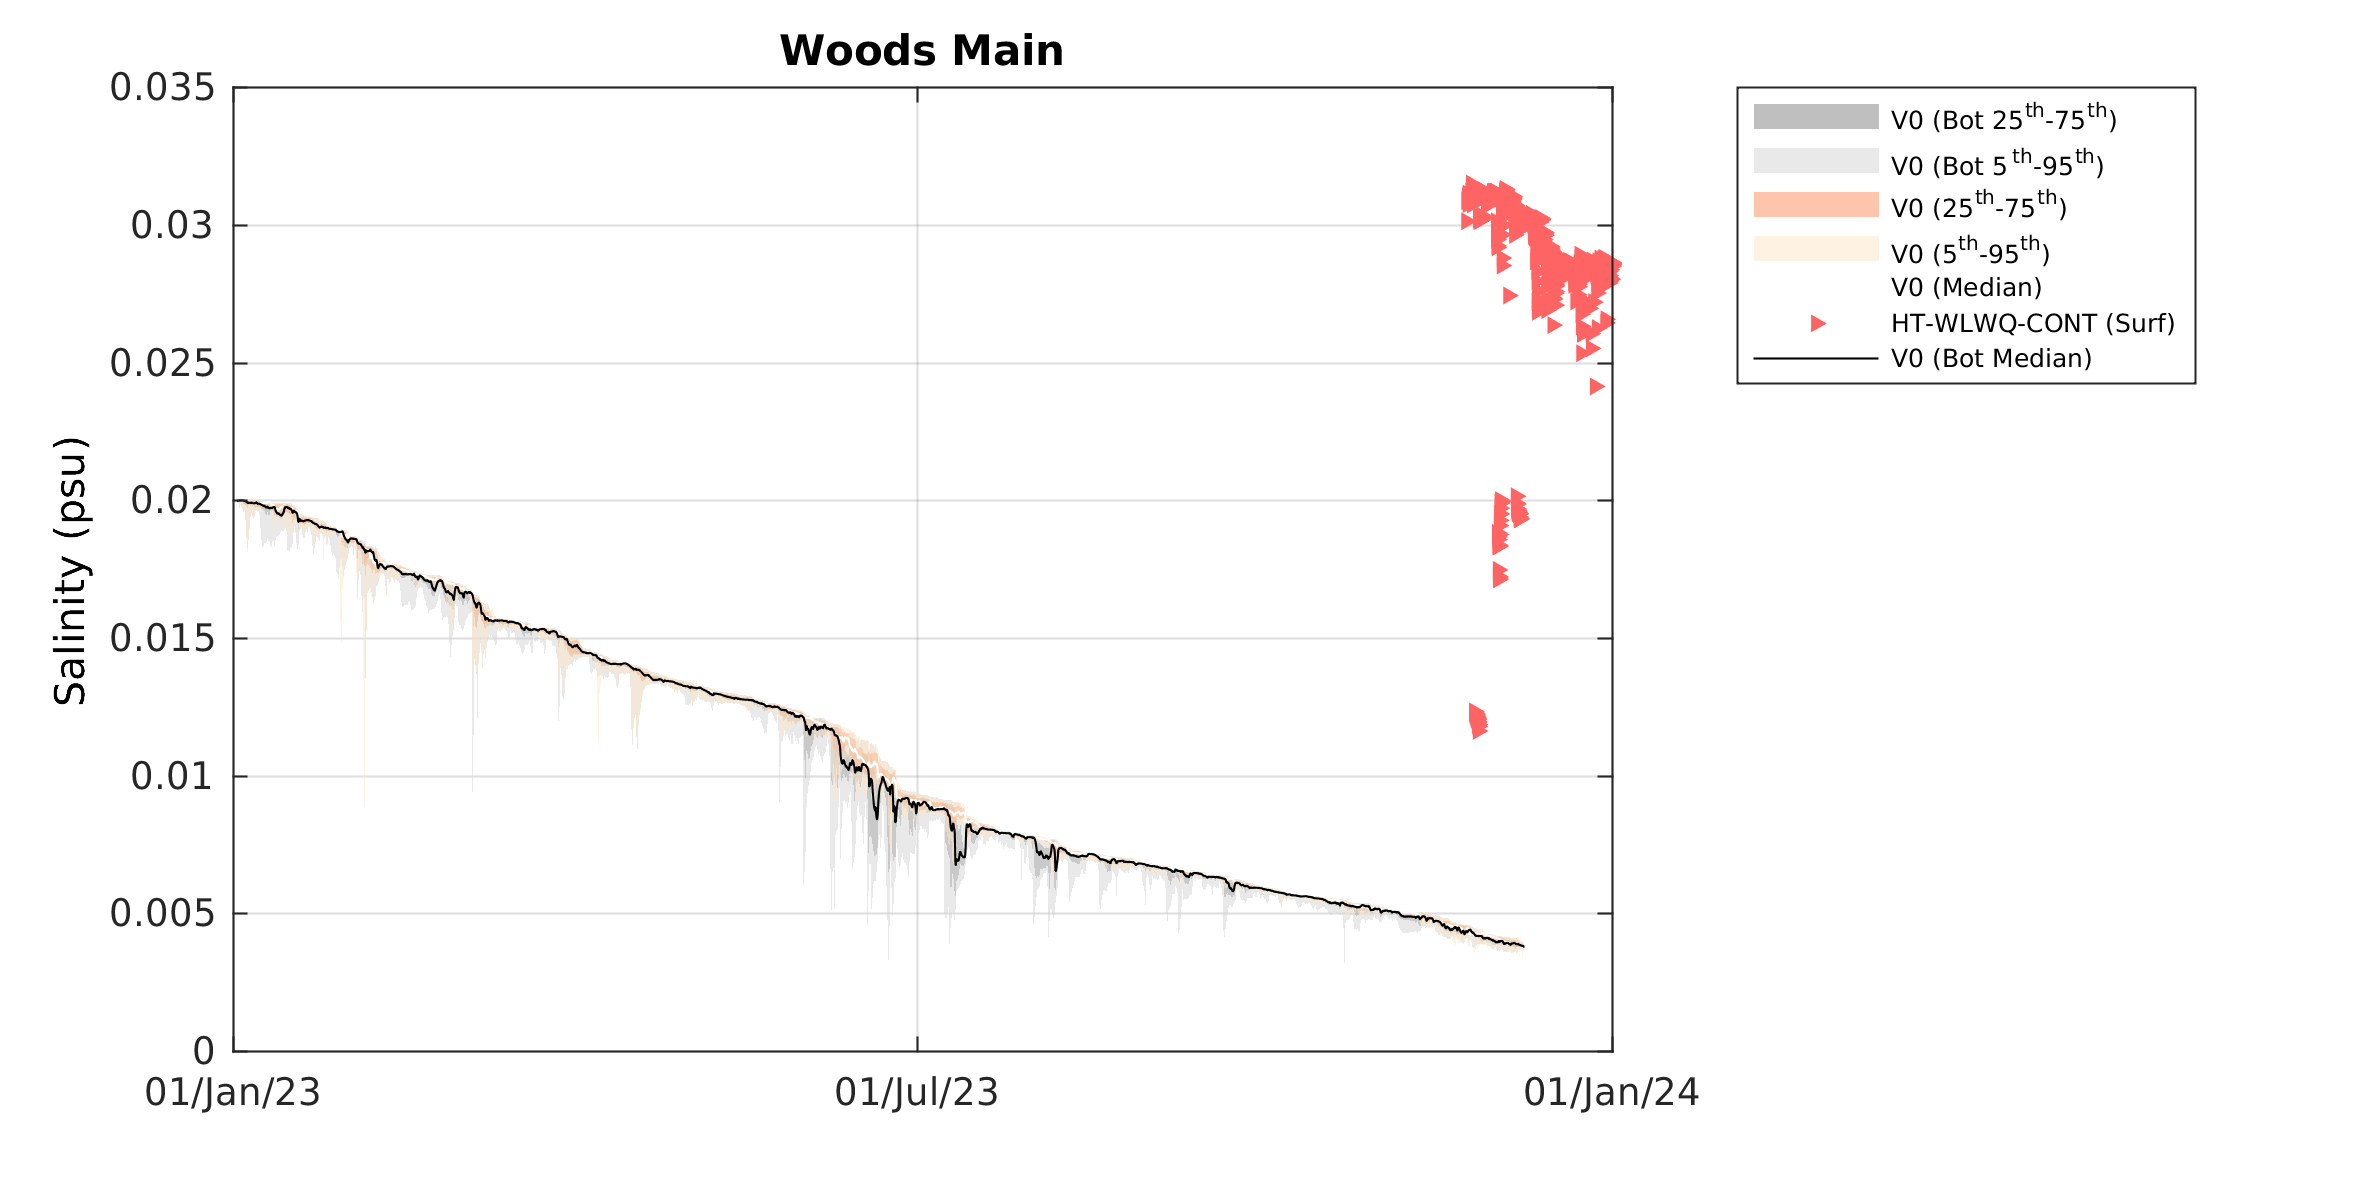 Woods Main
0.035
0.03
0.025
0.02
0.015
0.01
0.005
0
Salinity (psu)
01/Jan/23
01/Jul/23
01/Jan/24
V0 (Bot 25th-75th)
V0 (Bot 5th-95th)
V0 (25th-75th)
V0 (5th-95th)
V0 (Median)
HT-WLWQ-CONT (Surf)
V0 (Bot Median)